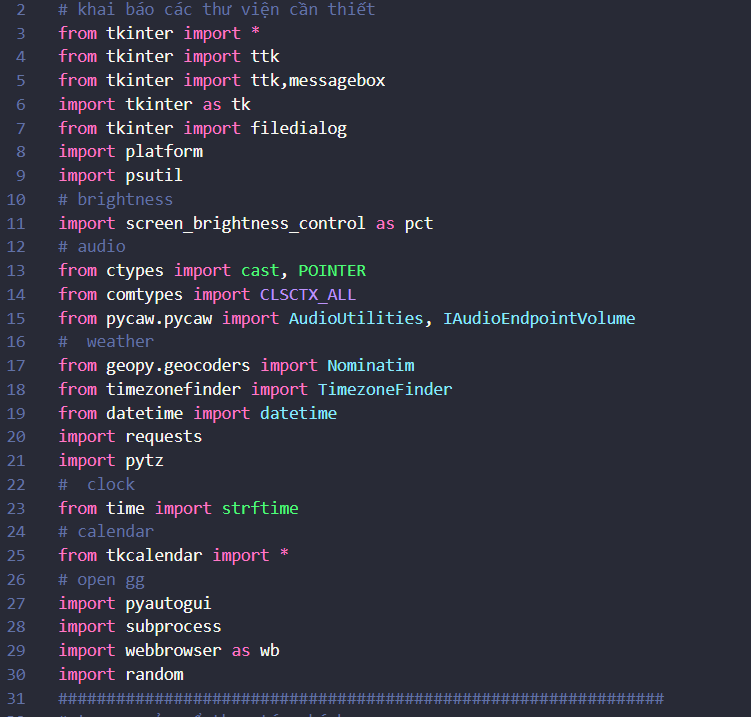 2 # khai báo các thư viện cần thiết
3 from tkinter import *
4 from tkinter import ttk
5 from tkinter import ttk,messagebox
6 import tkinter as tk
7 from tkinter import filedialog
8 import platform
9 import psutil
10 # brightness
11 import screen_brightness_control as pct
12 # audio
13 from ctypes import cast, POINTER
14 from comtypes import CLSCTX_ALL
15 from pycaw.pycaw import AudioUtilities, IAudioEndpointVolume
16 #  weather
17 from geopy.geocoders import Nominatim
18 from timezonefinder import TimezoneFinder
19 from datetime import datetime
20 import requests
21 import pytz
22 #  clock
23 from time import strftime
24 # calendar
25 from tkcalendar import *
26 # open gg
27 import pyautogui
28 import subprocess
29 import webbrowser as wb
30 import random
31 ###############################################################